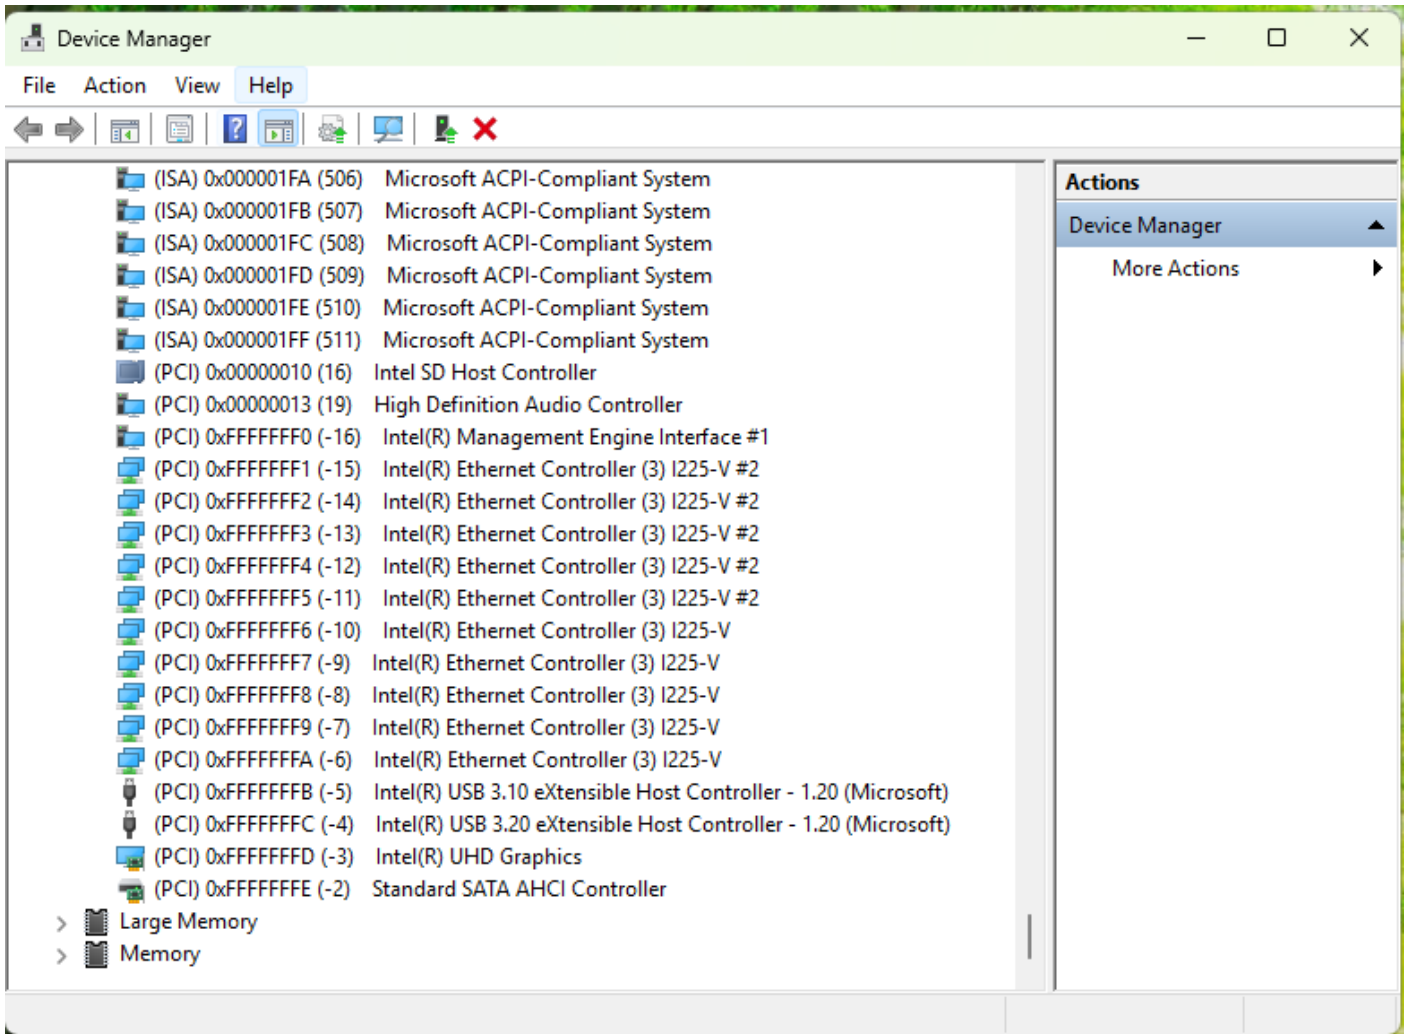 Device Manager
File Action View Help
(ISA) 0x000001FA (506) Microsoft ACPI-Compliant System
(ISA) 0x000001FB (507) Microsoft ACPI-Compliant System
(ISA) 0x000001FC (508) Microsoft ACPI-Compliant System
(ISA) 0x000001FD (509) Microsoft ACPI-Compliant System
(ISA) 0x000001FE (510) Microsoft ACPI-Compliant System
(ISA) 0x000001FF (511) Microsoft ACPI-Compliant System
(PCI) 0x00000010 (16) Intel SD Host Controller
(PCI) 0x00000013 (19) High Definition Audio Controller
(PCI) 0xFFFFFFF0 (-16) Intel(R) Management Engine Interface #1
(PCI) 0xFFFFFFF1 (-15) Intel(R) Ethernet Controller (3) I225-V #2
(PCI) 0xFFFFFFF2 (-14) Intel(R) Ethernet Controller (3) I225-V #2
(PCI) 0xFFFFFFF3 (-13) Intel(R) Ethernet Controller (3) I225-V #2
(PCI) 0xFFFFFFF4 (-12) Intel(R) Ethernet Controller (3) I225-V #2
(PCI) 0xFFFFFFF5 (-11) Intel(R) Ethernet Controller (3) I225-V #2
(PCI) 0xFFFFFFF6 (-10) Intel(R) Ethernet Controller (3) I225-V
(PCI) 0xFFFFFFF7 (-9) Intel(R) Ethernet Controller (3) I225-V
(PCI) 0xFFFFFFF8 (-8) Intel(R) Ethernet Controller (3) I225-V
(PCI) 0xFFFFFFF9 (-7) Intel(R) Ethernet Controller (3) I225-V
(PCI) 0xFFFFFFFA (-6) Intel(R) Ethernet Controller (3) I225-V
(PCI) 0xFFFFFFFB (-5) Intel(R) USB 3.10 eXtensible Host Controller - 1.20 (Microsoft)
(PCI) 0xFFFFFFFC (-4) Intel(R) USB 3.20 eXtensible Host Controller - 1.20 (Microsoft)
(PCI) 0xFFFFFFFD (-3) Intel(R) UHD Graphics
(PCI) 0xFFFFFFFE (-2) Standard SATA AHCI Controller
Large Memory
Memory
Actions
Device Manager
More Actions